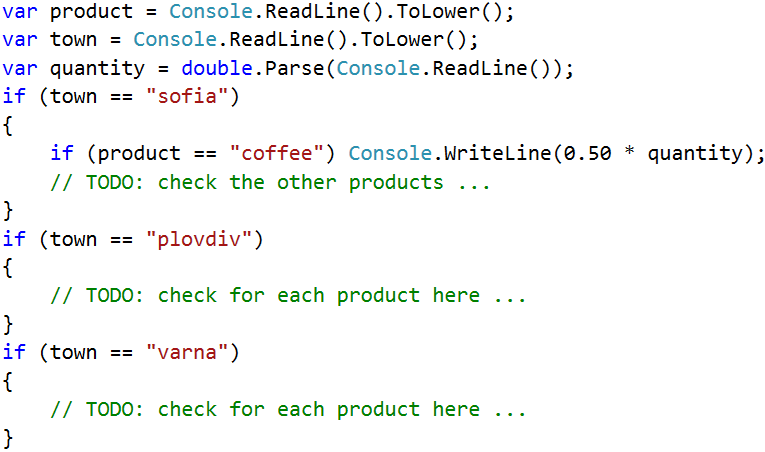 var product = Console.ReadLine().ToLower();
var town = Console.ReadLine().ToLower();
var quantity = double.Parse(Console.ReadLine());
if (town == "sofia")
{
    if (product == "coffee") Console.WriteLine(0.50 * quantity);
    // TODO: check the other products ...
}
if (town == "plovdiv")
{
    // TODO: check for each product here ...
}
if (town == "varna")
{
    // TODO: check for each product here ...
}